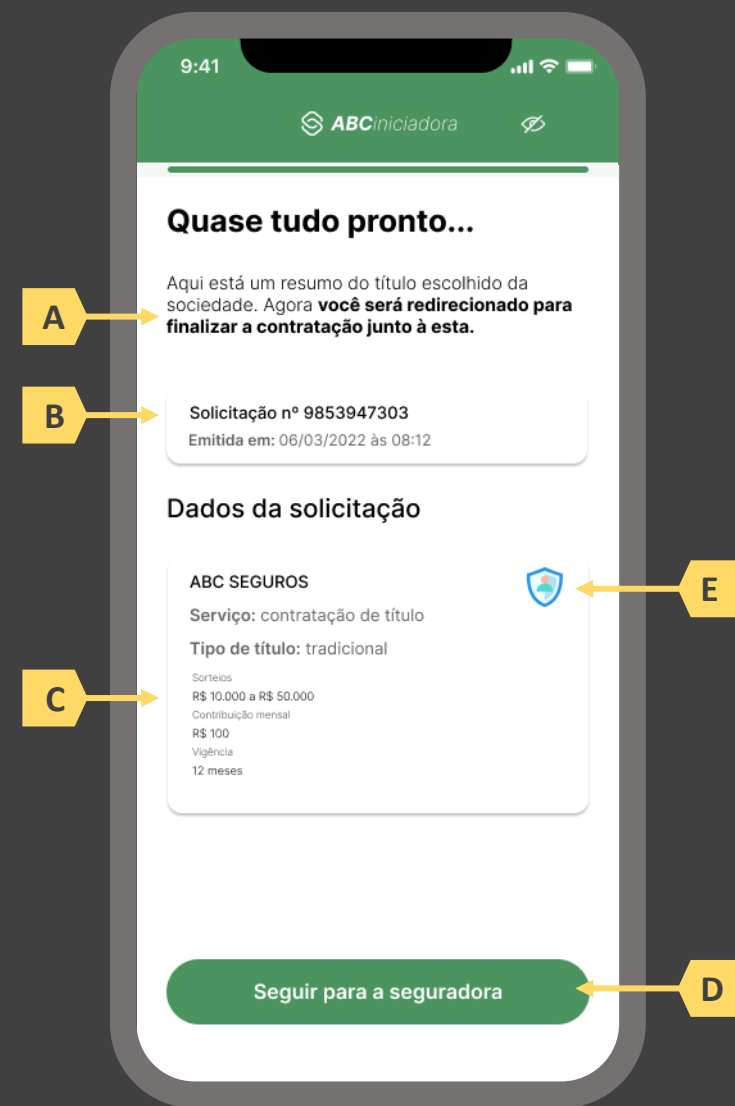 9:41
ABCiniciadora
Quase tudo pronto...
Aqui está um resumo do título escolhido da
sociedade. Agora você será redirecionado para
finalizar a contratação junto à esta.
A
B
Solicitação nº 9853947303
Emitida em: 06/03/2022 às 08:12
Dados da solicitação
ABC SEGUROS
E
Serviço: contratação de título
Tipo de título: tradicional
Sorteios
R$ 10.000 a R$ 50.000
C
Contribuição mensal
R$ 100
Vigência
12 meses
Seguir para a seguradora
D